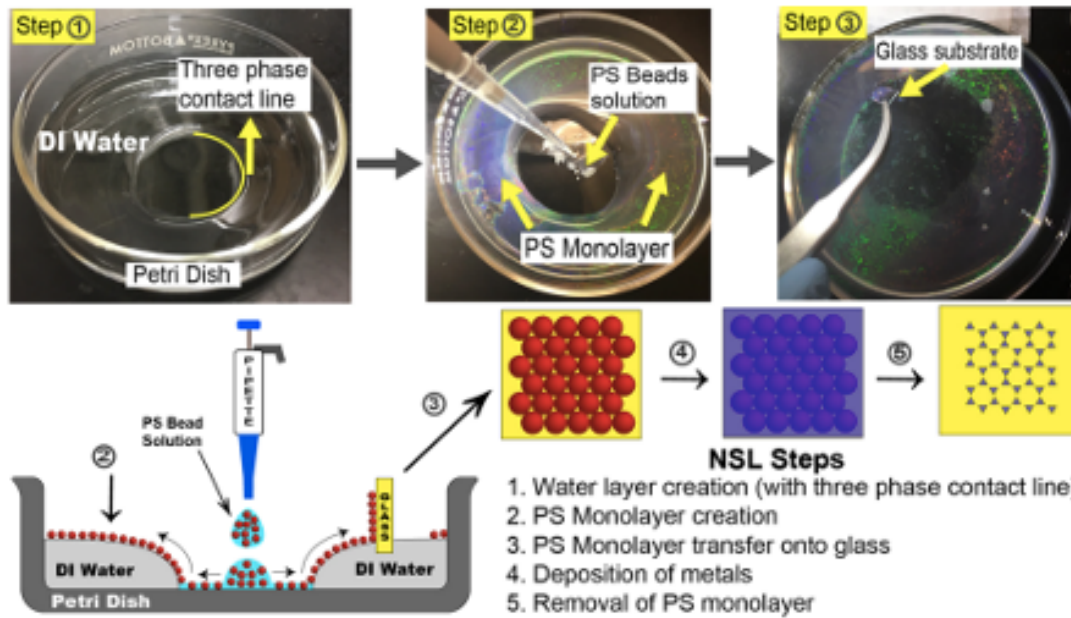 Step ①
MOTTOB
Three phase
contact line
DI Water
Petri Dish
Step ②
PS Beads
solution
PS Monolayer
Step ③
Glass substrate
PIPETTE
PS Bead
Solution
②
③
GLASS
DI Water
DI Water
Petri Dish
④
⑤
NSL Steps
1. Water layer creation (with three phase contact line)
2. PS Monolayer creation
3. PS Monolayer transfer onto glass
4. Deposition of metals
5. Removal of PS monolayer